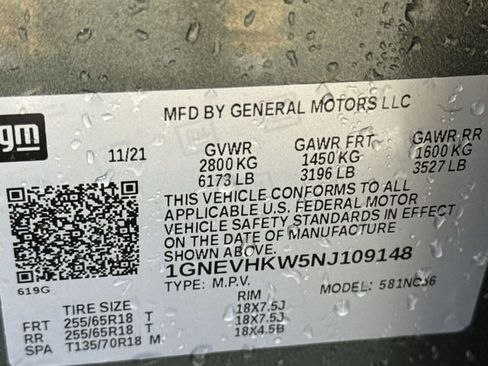 gm
MFD BY GENERAL MOTORS LLC
11/21 GVWR GAWR FRT GAWR RR
2800 KG 1450 KG 1600 KG
6173 LB 3196 LB 3527 LB
THIS VEHICLE CONFORMS TO ALL
APPLICABLE U.S. FEDERAL MOTOR
VEHICLE SAFETY STANDARDS IN EFFECT
ON THE DATE OF MANUFACTURE
SHOWN ABOVE.
1GNEVHKW5NJ109148
619G
TYPE: M.P.V. MODEL:
TIRE SIZE RIM
FRT 255/65R18 T 18X7.5J
RR 255/65R18 T 18X7.5J
SPA T135/70R18 M 18X4.5B